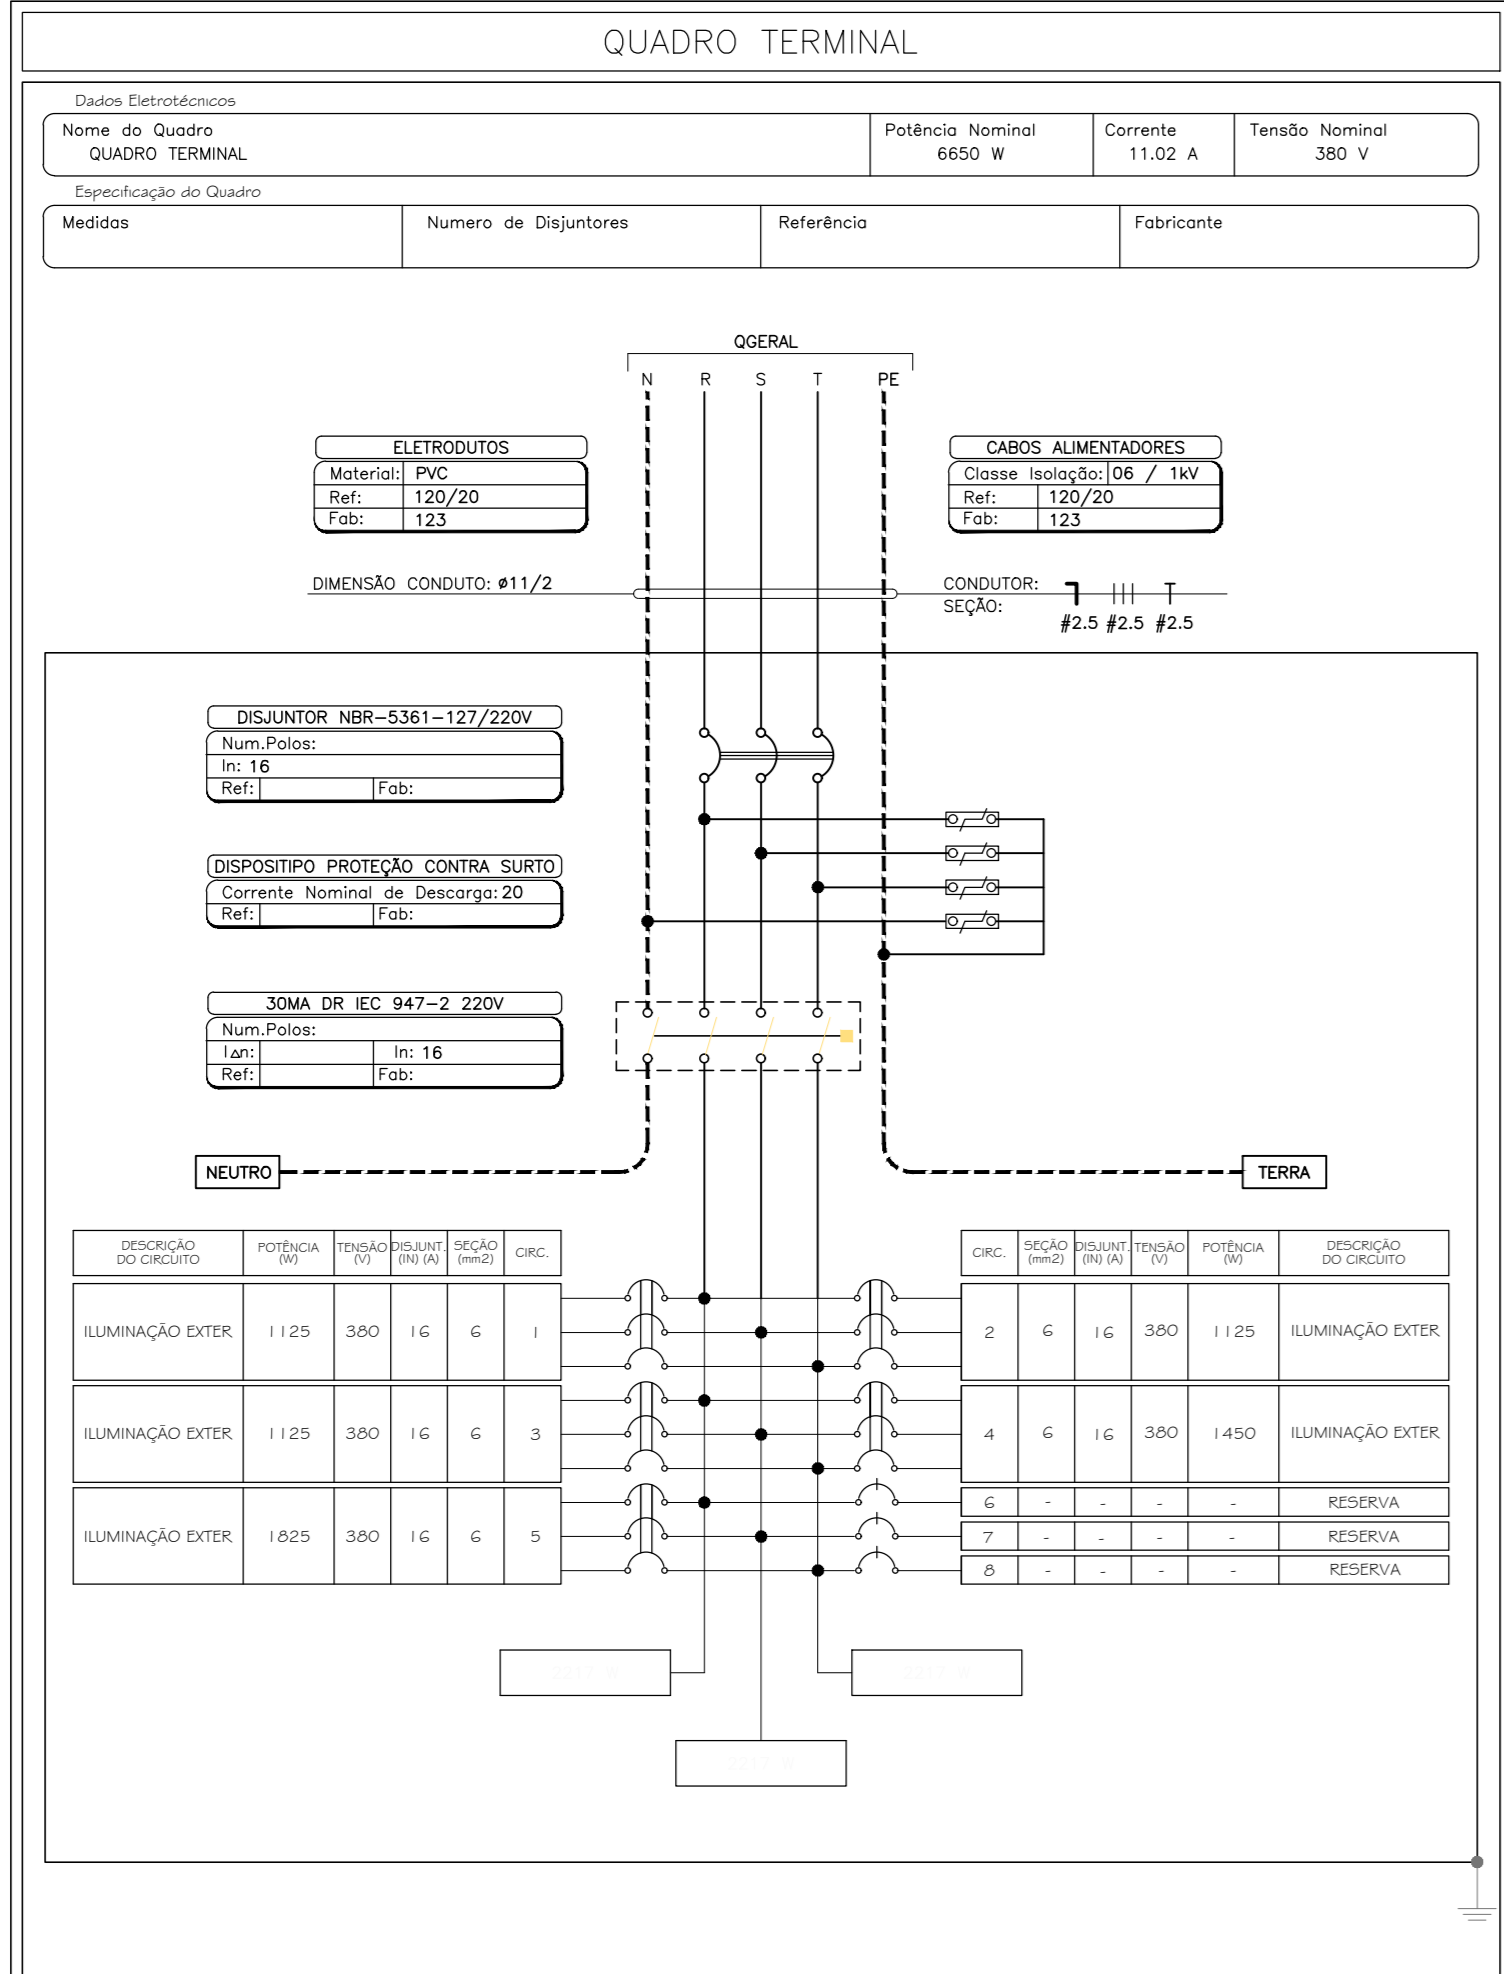 QUADRO TERMINAL
Dados Eletrotécnicos
Nome do Quadro
QUADRO TERMINAL
Potência Nominal
6650 W
Corrente
11.02 A
Tensão Nominal
380 V
Especificação do Quadro
Medidas
Numero de Disjuntores
Referência
Fabricante
QGERAL
N R S T PE
ELETRODUTOS
Material: PVC
Ref: 120/20
Fab: 123
CABOS ALIMENTADORES
Classe Isolação: 06 / 1kV
Ref: 120/20
Fab: 123
DIMENSÃO CONDUTO: ø11/2
CONDUTOR:
SEÇÃO:
#2.5 #2.5 #2.5
DISJUNTOR NBR-5361-127/220V
Num.Polos:
In: 16
Ref: Fab:
DISPOSITIPO PROTEÇÃO CONTRA SURTO
Corrente Nominal de Descarga: 20
Ref: Fab:
30MA DR IEC 947-2 220V
Num.Polos:
I△n: In: 16
Ref: Fab:
NEUTRO
TERRA
DESCRIÇÃO DO CIRCUITO POTÊNCIA (W) TENSÃO (V) DISJUNT. (IN) (A) SEÇÃO (mm2) CIRC.
ILUMINAÇÃO EXTER 1125 380 16 6 1
ILUMINAÇÃO EXTER 1125 380 16 6 3
ILUMINAÇÃO EXTER 1825 380 16 6 5
CIRC. SEÇÃO (mm2) DISJUNT. (IN) (A) TENSÃO (V) POTÊNCIA (W) DESCRIÇÃO DO CIRCUITO
2 6 16 380 1125 ILUMINAÇÃO EXTER
4 6 16 380 1450 ILUMINAÇÃO EXTER
6 - - - - RESERVA
7 - - - - RESERVA
8 - - - - RESERVA
2217 W
2217 W
2217 W